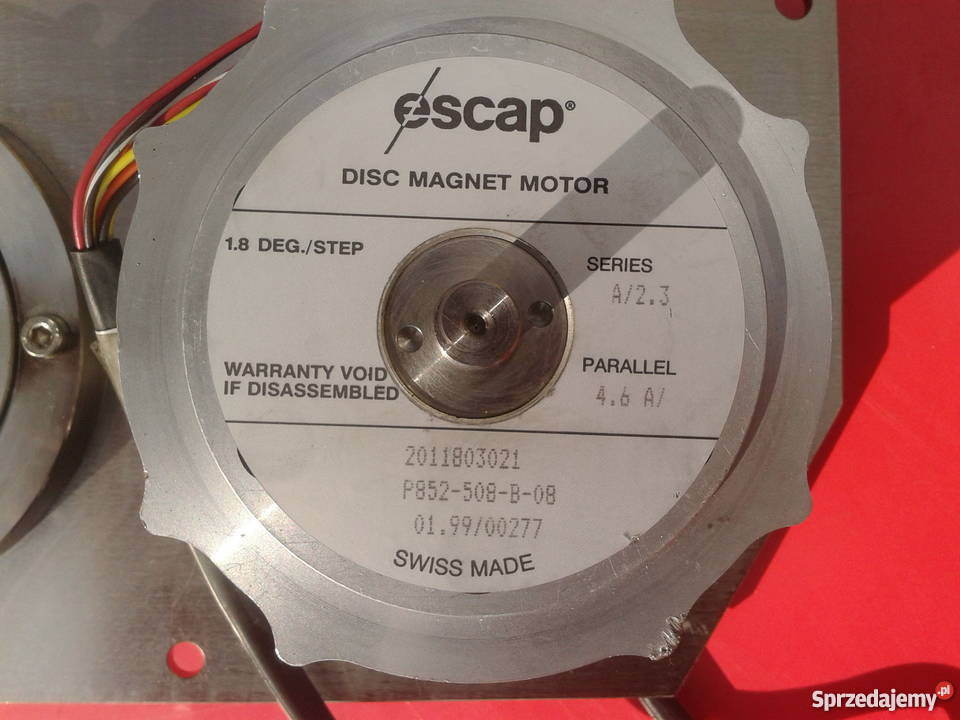 escap®
DISC MAGNET MOTOR
1.8 DEG./STEP
SERIES
A/2.3
WARRANTY VOID
IF DISASSEMBLED
PARALLEL
4.6 A/
2011803021
P852-508-B-08
01.99/00277
SWISS MADE
Sprzedajemy.pl